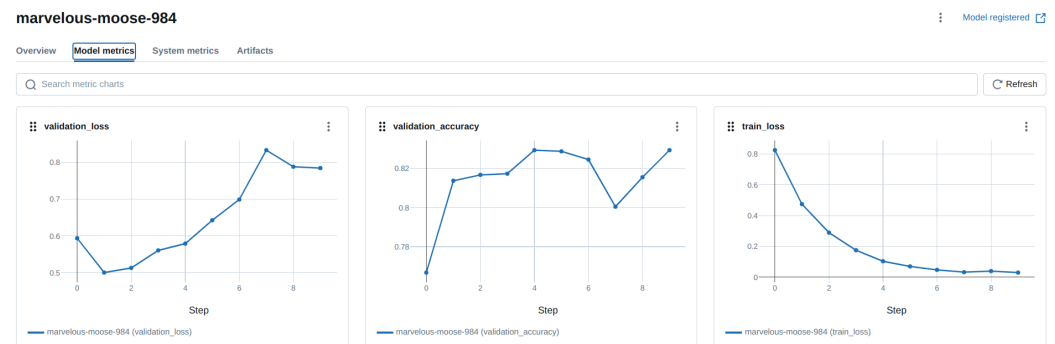 marvelous-moose-984
Model registered
Overview Model metrics System metrics Artifacts
Search metric charts
Refresh
validation_loss
0.8
0.7
0.6
0.5
0 2 4 6 8
Step
marvelous-moose-984 (validation_loss)
validation_accuracy
0.82
0.8
0.78
0 2 4 6 8
Step
marvelous-moose-984 (validation_accuracy)
train_loss
0.8
0.6
0.4
0.2
0
0 2 4 6 8
Step
marvelous-moose-984 (train_loss)